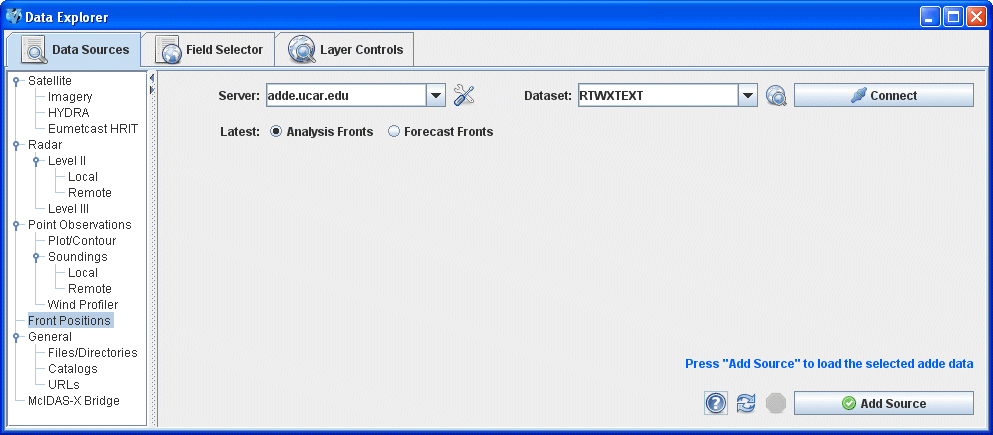 Data Explorer
Data Sources
Field Selector
Layer Controls
Satellite
Imagery
HYDRA
Eumetcast HRIT
Radar
Level II
Local
Remote
Level III
Point Observations
Plot/Contour
Soundings
Local
Remote
Wind Profiler
Front Positions
General
Files/Directories
Catalogs
URLs
McIDAS-X Bridge
Server: adde.ucar.edu Dataset: RTWXTEXT Connect
Latest: Analysis Fronts Forecast Fronts
Press "Add Source" to load the selected adde data
? Add Source